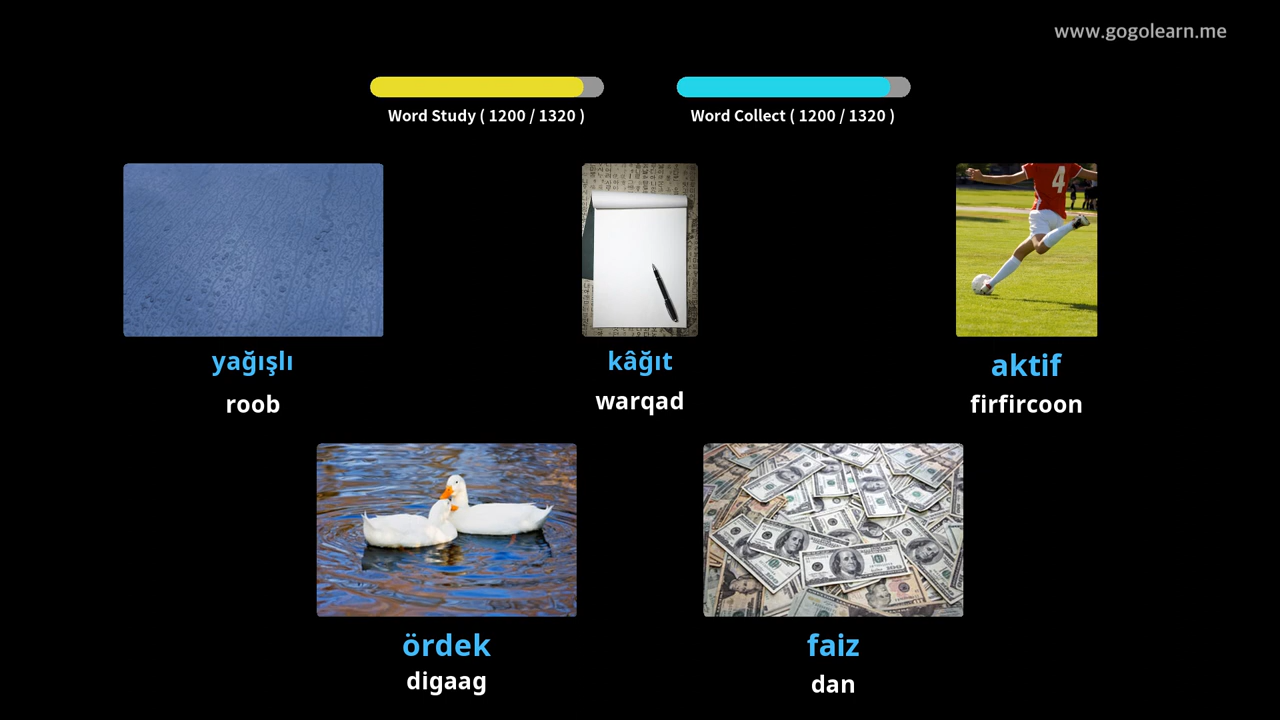 www.gogolearn.me
Word Study ( 1200 / 1320 )
Word Collect ( 1200 / 1320 )
yağışlı
roob
kâğıt
warqad
4
aktif
firfircoon
ördek
digaag
faiz
dan